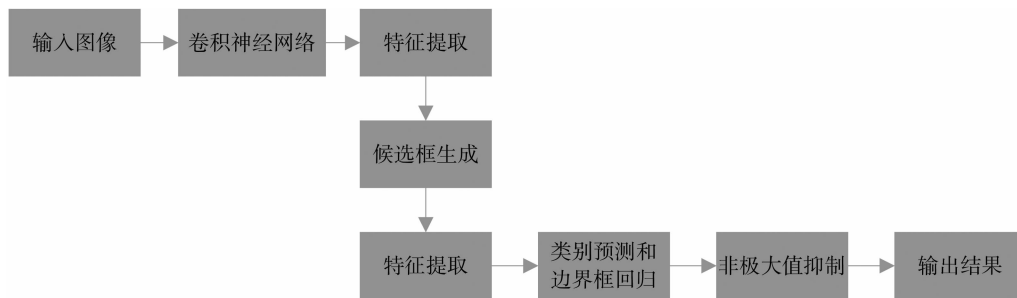 输入图像
卷积神经网络
特征提取
候选框生成
特征提取
类别预测和
边界框回归
非极大值抑制
输出结果